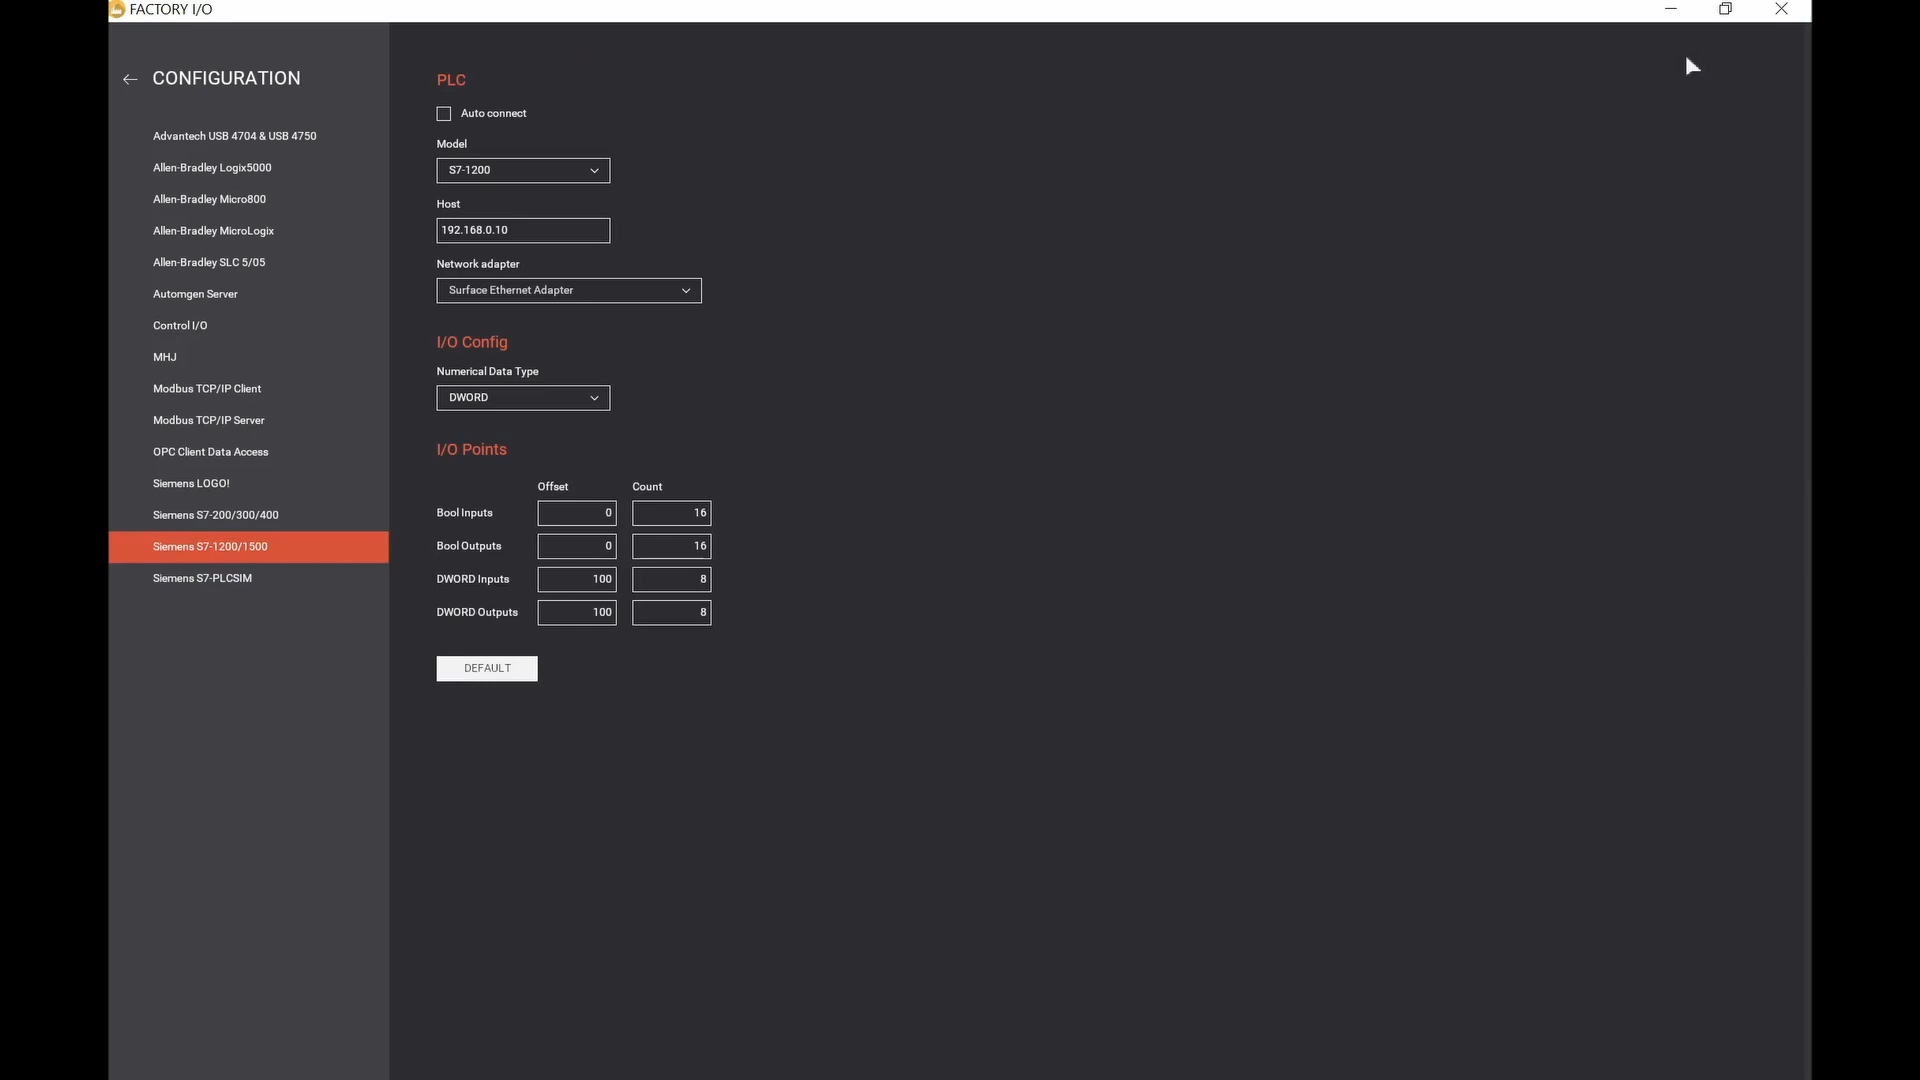 FACTORY I/O
CONFIGURATION
Advantech USB 4704 & USB 4750
Allen-Bradley Logix5000
Allen-Bradley Micro800
Allen-Bradley MicroLogix
Allen-Bradley SLC 5/05
Automgen Server
Control I/O
MHJ
Modbus TCP/IP Client
Modbus TCP/IP Server
OPC Client Data Access
Siemens LOGO!
Siemens S7-200/300/400
Siemens S7-1200/1500
Siemens S7-PLCSIM
PLC
Auto connect
Model
S7-1200
Host
192.168.0.10
Network adapter
Surface Ethernet Adapter
I/O Config
Numerical Data Type
DWORD
I/O Points
Offset Count
Bool Inputs 0 16
Bool Outputs 0 16
DWORD Inputs 100 8
DWORD Outputs 100 8
DEFAULT